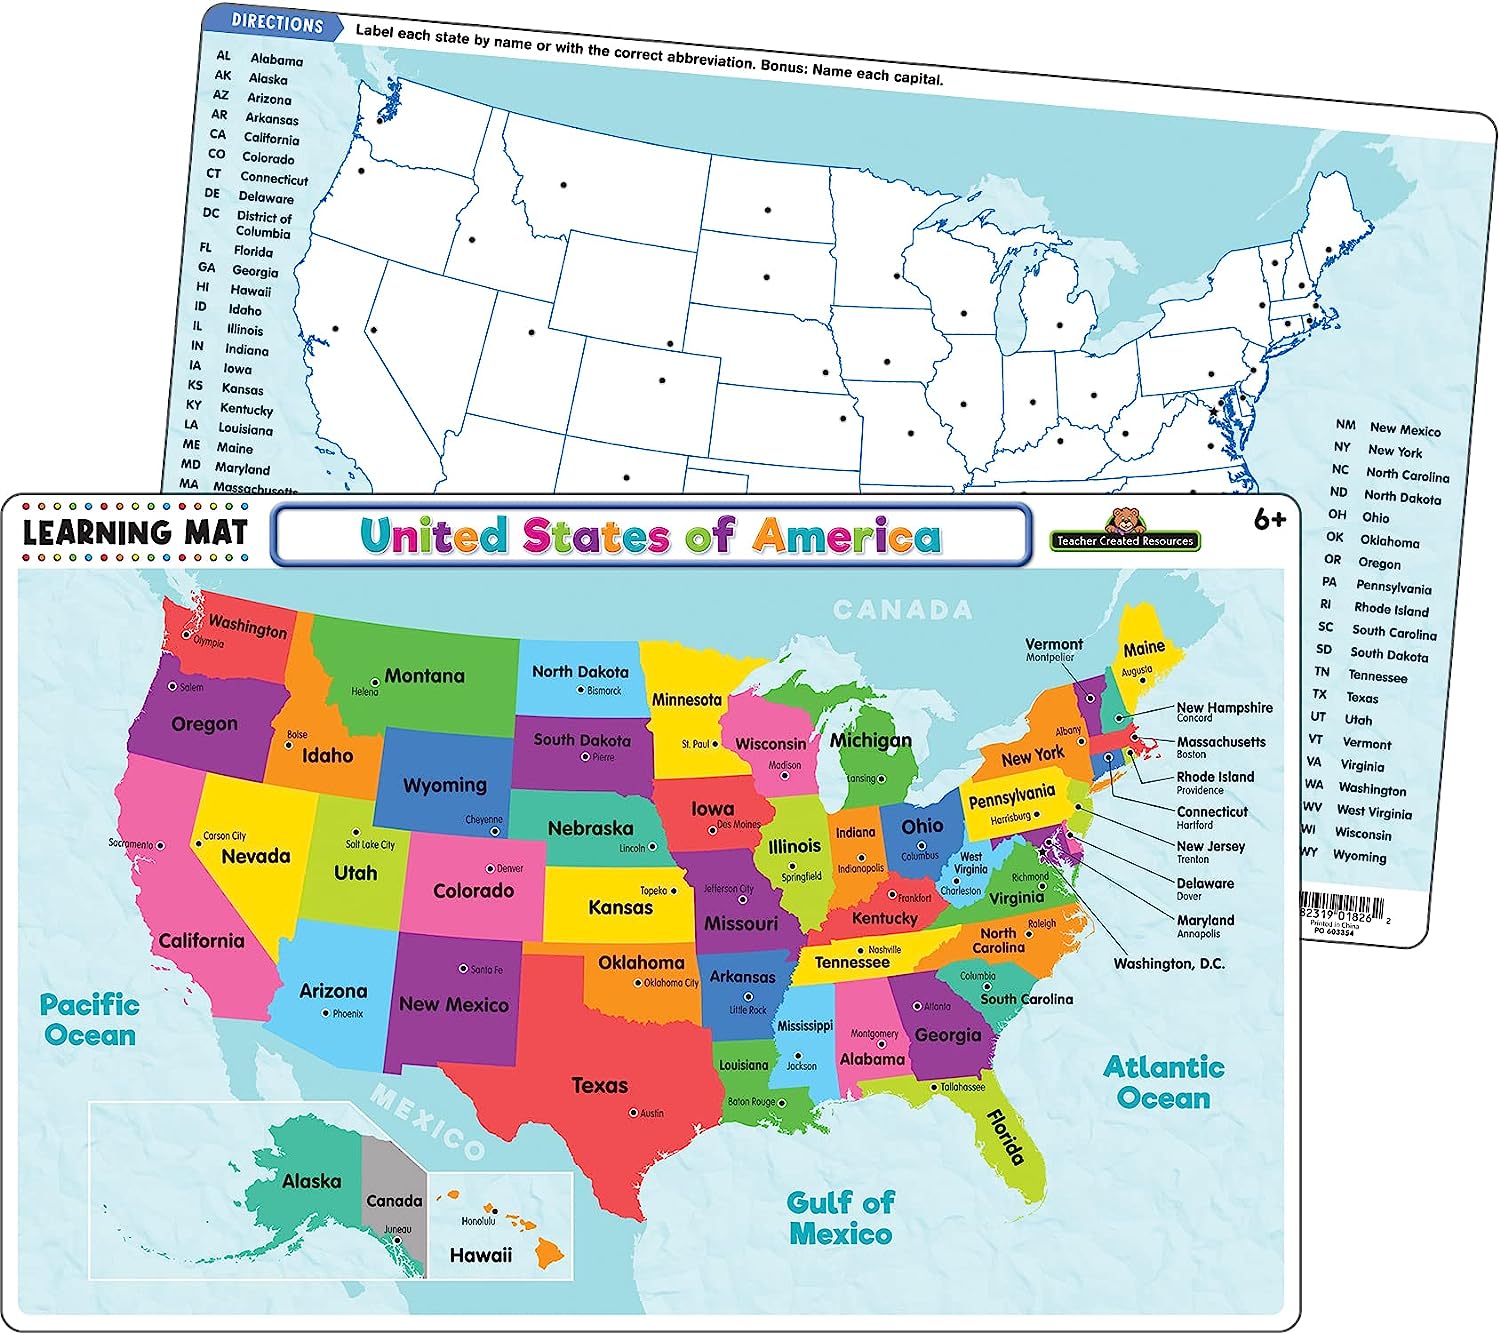 DIRECTIONS
Label each state by name or with the correct abbreviation. Bonus: Name each capital.
AL Alabama
AK Alaska
AZ Arizona
AR Arkansas
CA California
CO Colorado
CT Connecticut
DE Delaware
DC District of
Columbia
FL Florida
GA Georgia
HI Hawaii
ID Idaho
IL Illinois
IN Indiana
IA Iowa
KS Kansas
KY Kentucky
LA Louisiana
ME Maine
MD Maryland
MA Massachusetts
NM New Mexico
NY New York
NC North Carolina
ND North Dakota
OH Ohio
OK Oklahoma
OR Oregon
PA Pennsylvania
RI Rhode Island
SC South Carolina
SD South Dakota
TN Tennessee
TX Texas
UT Utah
VT Vermont
VA Virginia
WA Washington
WV West Virginia
WI Wisconsin
WY Wyoming
82319 01826 2
Printed in China
PO 603354
LEARNING MAT
United States of America
Teacher Created Resources
6+
CANADA
Washington
Olympia
Oregon
Salem
Idaho
Boise
Montana
Helena
North Dakota
Bismarck
South Dakota
Pierre
Minnesota
St. Paul
Wisconsin
Madison
Michigan
Lansing
Wyoming
Cheyenne
Nebraska
Lincoln
Iowa
Des Moines
Illinois
Springfield
Indiana
Indianapolis
Ohio
Columbus
Pennsylvania
Harrisburg
New York
Albany
Vermont
Montpelier
Maine
Augusta
New Hampshire
Concord
Massachusetts
Boston
Rhode Island
Providence
Connecticut
Hartford
New Jersey
Trenton
Delaware
Dover
Maryland
Annapolis
Washington, D.C.
West
Virginia
Charleston
Richmond
Virginia
Sacramento
California
Carson City
Nevada
Salt Lake City
Utah
Denver
Colorado
Topeka
Kansas
Jefferson City
Missouri
Frankfort
Kentucky
Nashville
Tennessee
Raleigh
North
Carolina
Columbia
South Carolina
Arizona
Phoenix
Santa Fe
New Mexico
Oklahoma
Oklahoma City
Arkansas
Little Rock
Texas
Austin
Louisiana
Baton Rouge
Mississippi
Jackson
Montgomery
Alabama
Atlanta
Georgia
Tallahassee
Florida
Pacific
Ocean
Atlantic
Ocean
Gulf of
Mexico
MEXICO
Alaska
Canada
Juneau
Honolulu
Hawaii